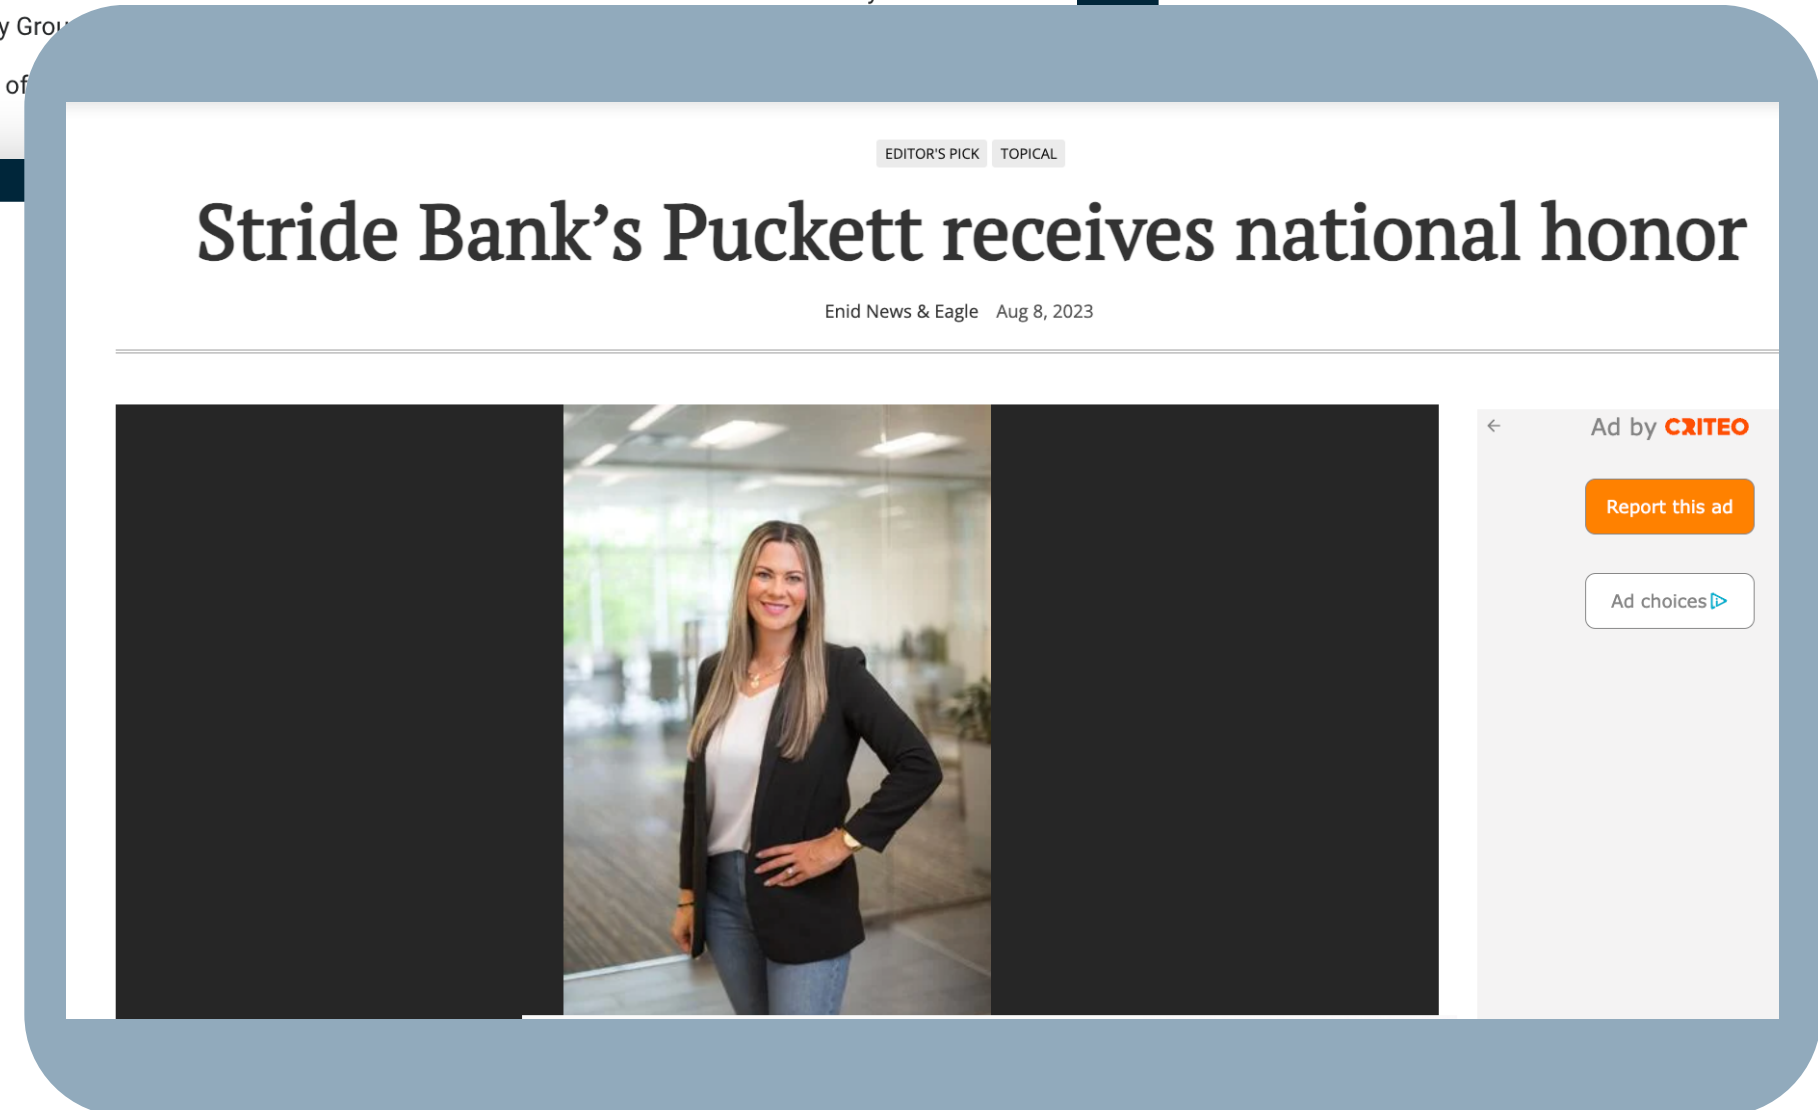 of
EDITOR'S PICK TOPICAL
Stride Bank’s Puckett receives national honor
Enid News & Eagle Aug 8, 2023
Ad by CRITEO
Report this ad
Ad choices